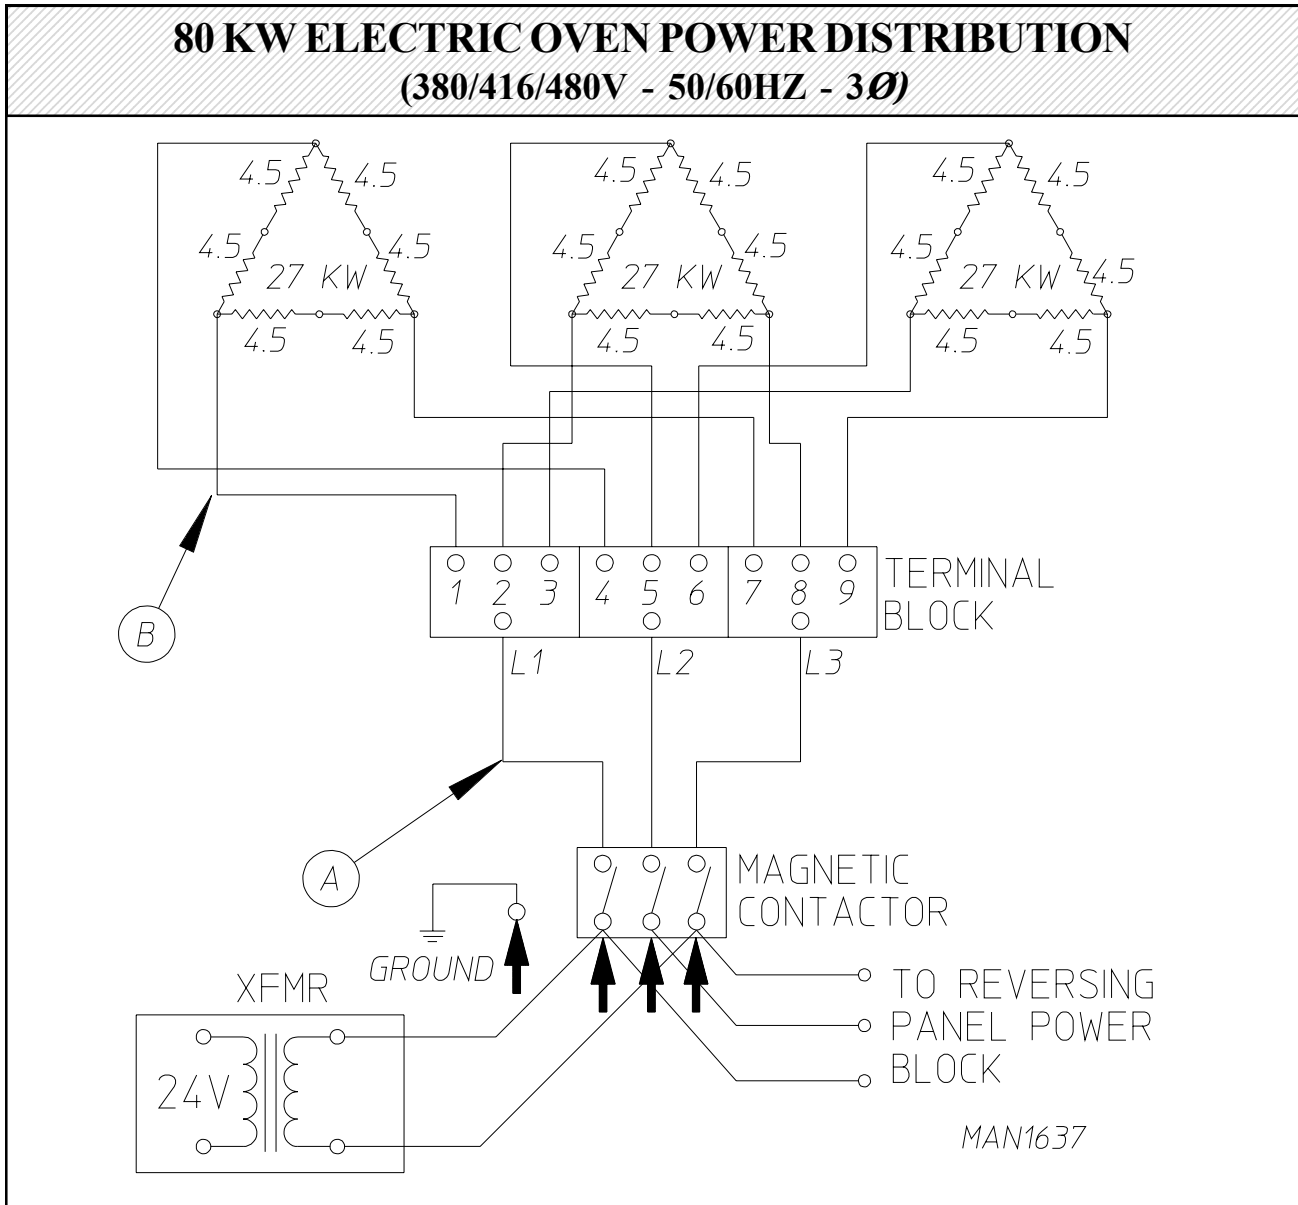 80 KW ELECTRIC OVEN POWER DISTRIBUTION
(380/416/480V - 50/60HZ - 3Ø)
4.5 4.5 4.5 4.5 4.5 4.5
4.5 4.5 4.5 4.5 4.5 4.5
27 KW 27 KW 27 KW
4.5 4.5 4.5 4.5 4.5 4.5
1 2 3 4 5 6 7 8 9
TERMINAL
BLOCK
B
L1 L2 L3
A
MAGNETIC
CONTACTOR
GROUND
XFMR
24V
TO REVERSING
PANEL POWER
BLOCK
MAN1637